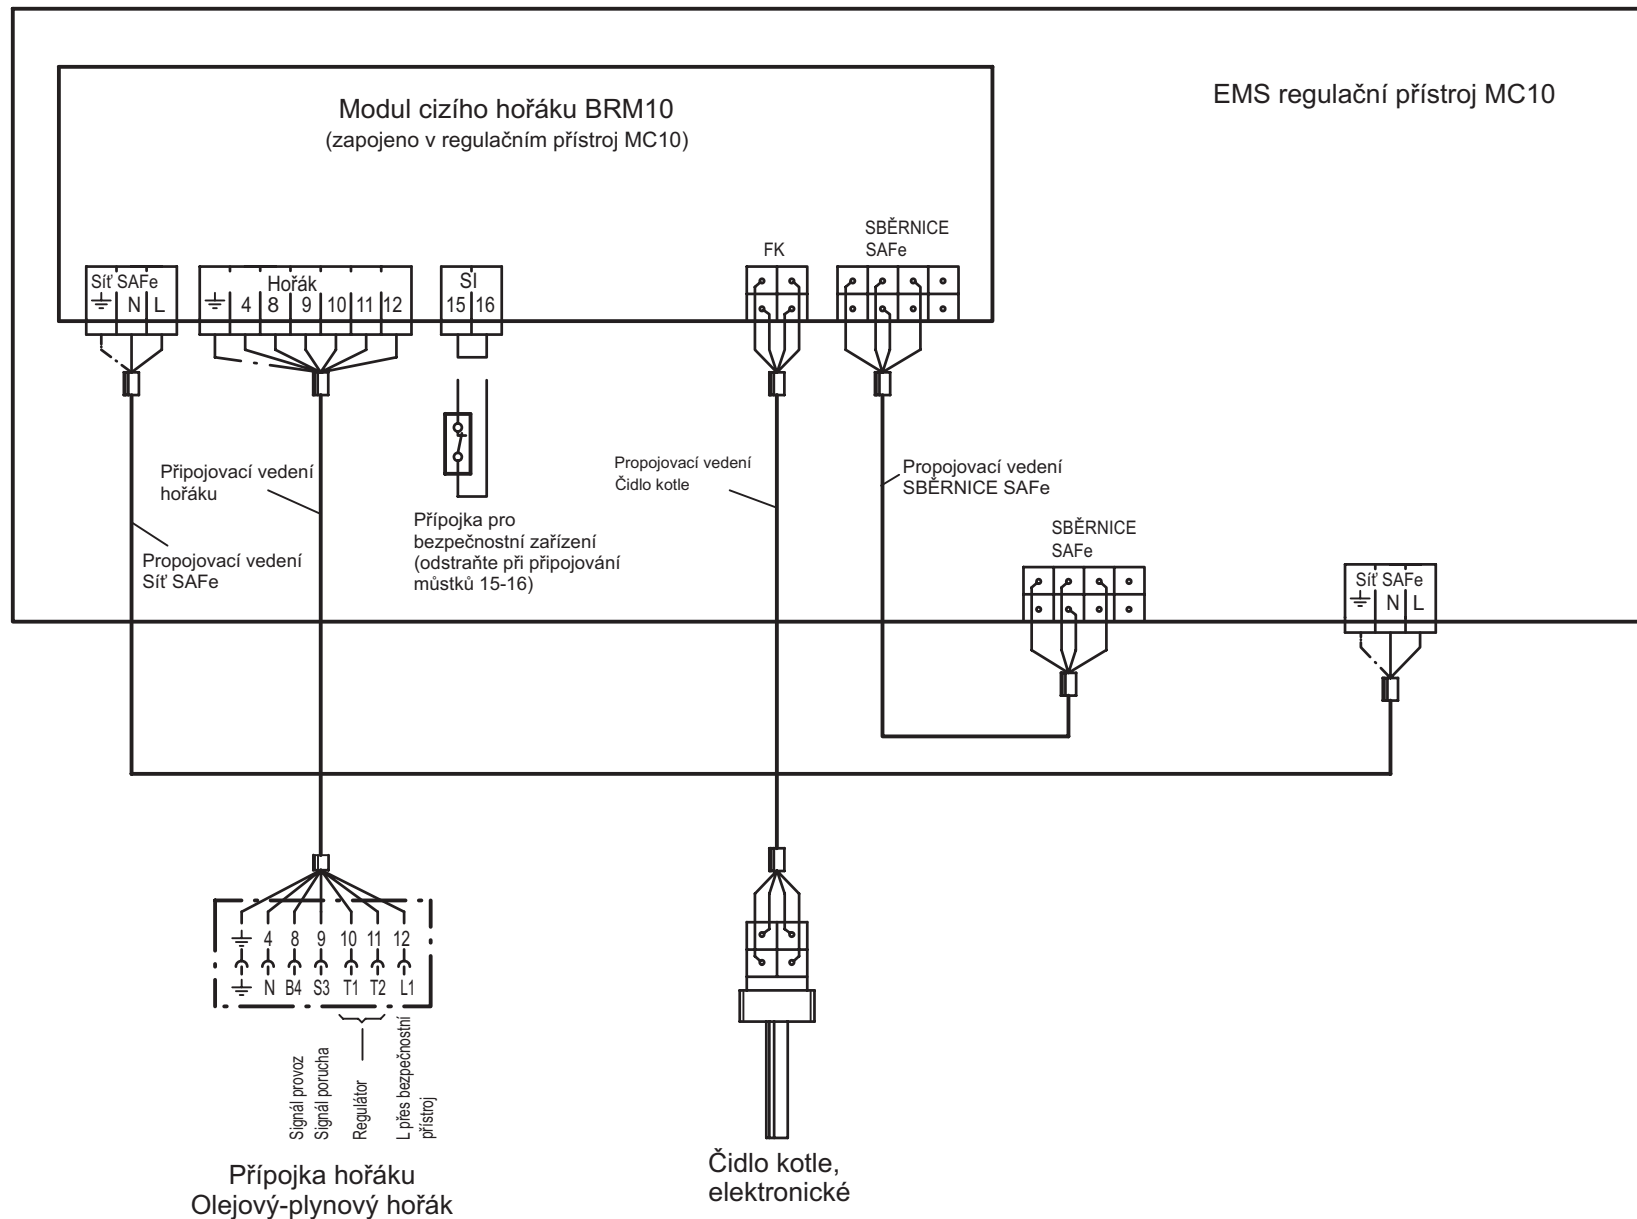 EMS regulační přístroj MC10
Modul cizího hořáku BRM10
(zapojeno v regulačním přístroj MC10)
Síť SAFe
N L
Hořák
4 8 9 10 11 12
SI
15 16
FK
SBĚRNICE
SAFe
Připojovací vedení
hořáku
Propojovací vedení
Síť SAFe
Přípojka pro
bezpečnostní zařízení
(odstraňte při připojování
můstků 15-16)
Propojovací vedení
Čidlo kotle
Propojovací vedení
SBĚRNICE SAFe
SBĚRNICE
SAFe
Síť SAFe
N L
4 8 9 10 11 12
N B4 S3 T1 T2 L1
Signál provoz
Signál porucha
Regulátor
L přes bezpečnostní
přístroj
Přípojka hořáku
Olejový-plynový hořák
Čidlo kotle,
elektronické